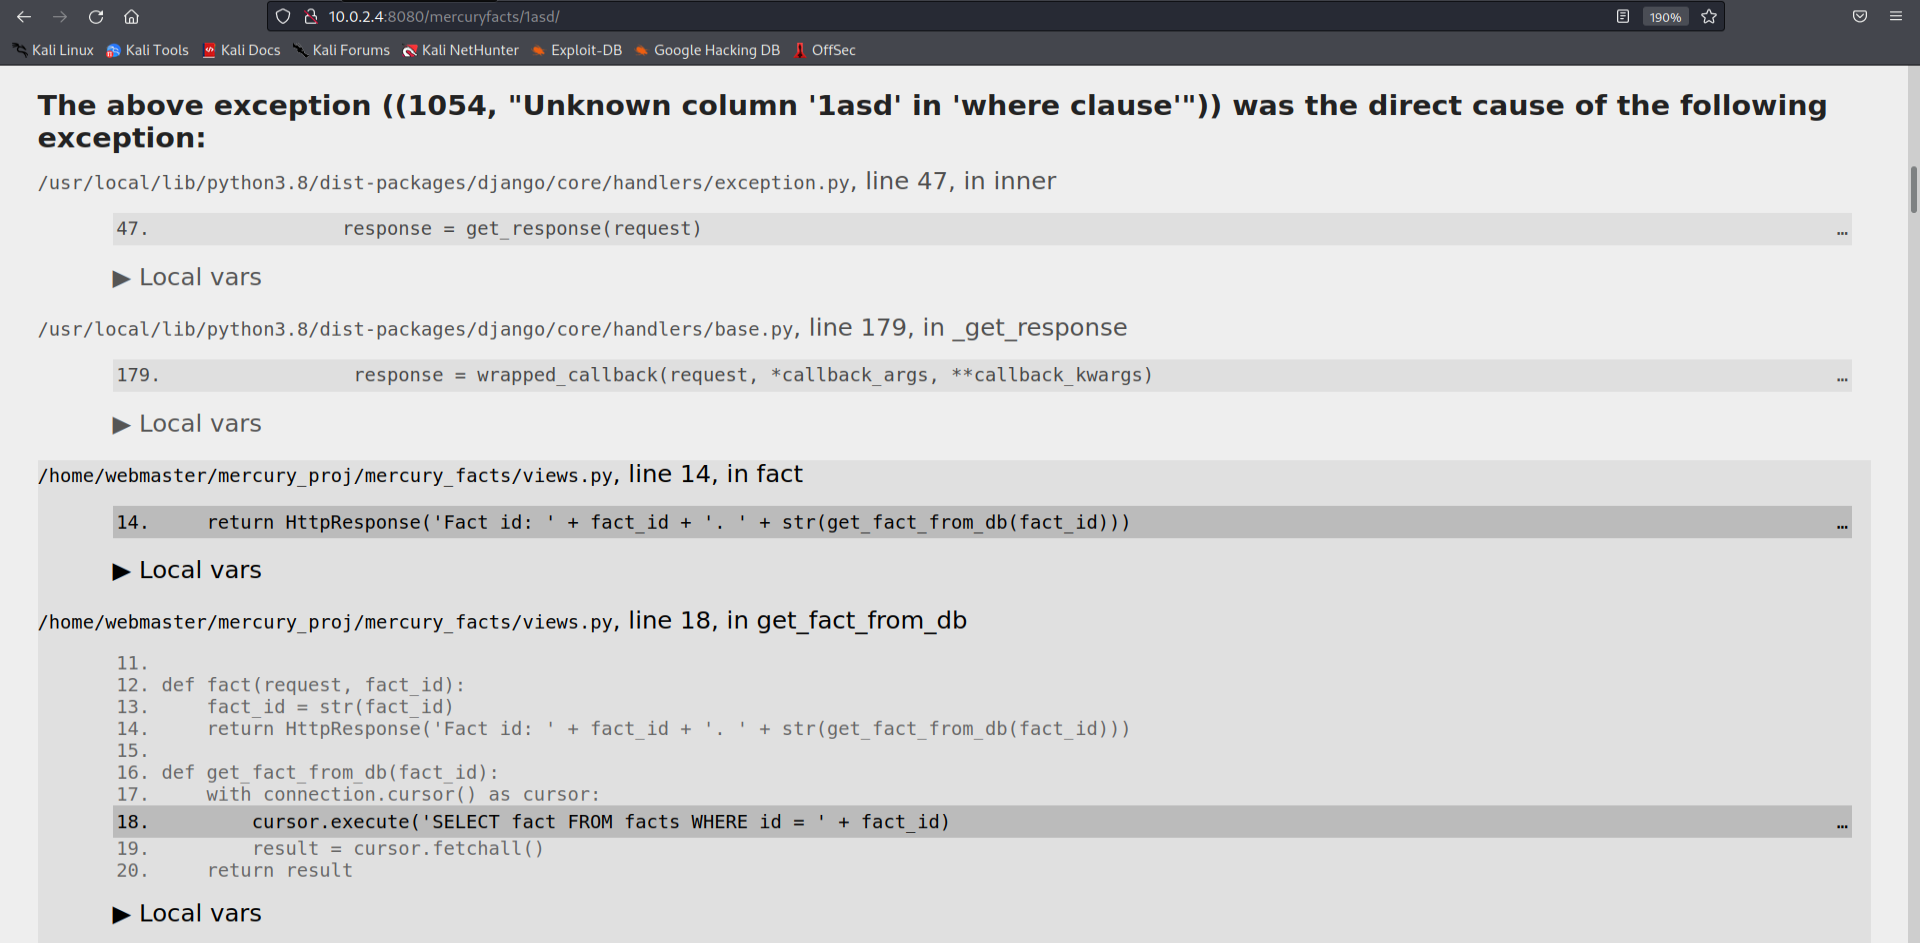 10.0.2.4:8080/mercuryfacts/1asd/
190%
Kali Linux Kali Tools Kali Docs Kali Forums Kali NetHunter Exploit-DB Google Hacking DB OffSec
The above exception ((1054, "Unknown column '1asd' in 'where clause'")) was the direct cause of the following
exception:
/usr/local/lib/python3.8/dist-packages/django/core/handlers/exception.py, line 47, in inner
47.                 response = get_response(request) …
▶ Local vars
/usr/local/lib/python3.8/dist-packages/django/core/handlers/base.py, line 179, in _get_response
179.                 response = wrapped_callback(request, *callback_args, **callback_kwargs) …
▶ Local vars
/home/webmaster/mercury_proj/mercury_facts/views.py, line 14, in fact
14.     return HttpResponse('Fact id: ' + fact_id + '. ' + str(get_fact_from_db(fact_id))) …
▶ Local vars
/home/webmaster/mercury_proj/mercury_facts/views.py, line 18, in get_fact_from_db
11.
12. def fact(request, fact_id):
13.     fact_id = str(fact_id)
14.     return HttpResponse('Fact id: ' + fact_id + '. ' + str(get_fact_from_db(fact_id)))
15.
16. def get_fact_from_db(fact_id):
17.     with connection.cursor() as cursor:
18.         cursor.execute('SELECT fact FROM facts WHERE id = ' + fact_id) …
19.         result = cursor.fetchall()
20.     return result
▶ Local vars